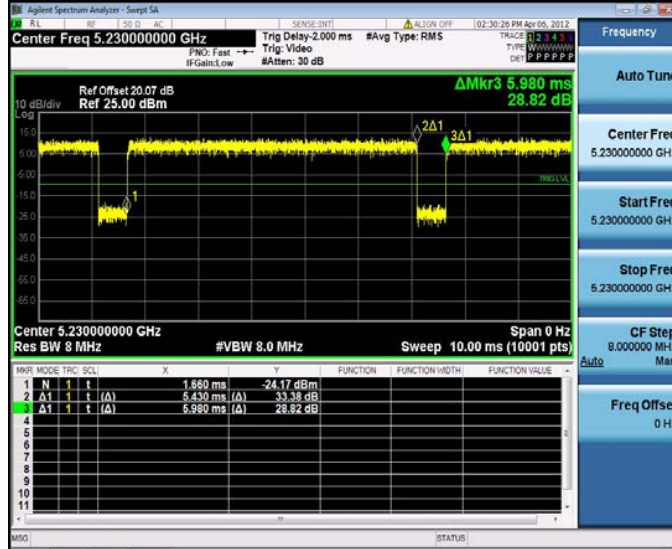 Agilent Spectrum Analyzer - Swept SA
RL RF 50 Ω AC SENSE:INT ALIGN OFF 02:30:26 PM Apr 06, 2012
Center Freq 5.230000000 GHz
Trig Delay-2.000 ms #Avg Type: RMS
TRACE 1 2 3 4 5 6
PNO: Fast Trig: Video
TYPE WWWWWW
IFGain:Low #Atten: 30 dB
DET P P P P P P
Ref Offset 20.07 dB
ΔMkr3 5.980 ms
10 dB/div Ref 25.00 dBm
28.82 dB
Log
15.0
5.00
-5.00
-15.0
-25.0
-35.0
-45.0
-55.0
-65.0
2Δ1
3Δ1
TRIG LVL
1
Center 5.230000000 GHz Span 0 Hz
Res BW 8 MHz #VBW 8.0 MHz Sweep 10.00 ms (10001 pts)
MKR MODE TRC SCL X Y FUNCTION FUNCTION WIDTH FUNCTION VALUE
1 N 1 t 1.660 ms -24.17 dBm
2 Δ1 1 t (Δ) 5.430 ms (Δ) 33.38 dB
3 Δ1 1 t (Δ) 5.980 ms (Δ) 28.82 dB
4
5
6
7
8
9
10
11
MSG STATUS
Frequency
Auto Tune
Center Freq
5.230000000 GH
Start Freq
5.230000000 GH
Stop Freq
5.230000000 GH
CF Step
8.000000 MH
Auto Ma
Freq Offse
0 H